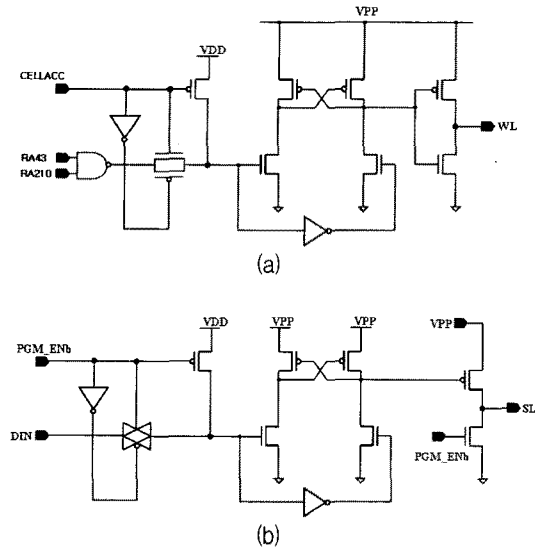 VPP
VDD
CELLACC
WL
RA43
RA210
(a)
VDD
VPP
VPP
VPP
PGM_ENb
SL
DIN
PGM_ENb
(b)